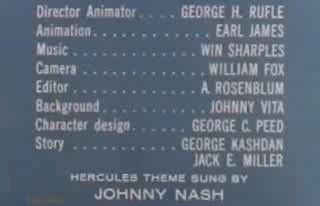 Director Animator .... GEORGE H. RUFLE
Animation ............ EARL JAMES
Music .............. WIN SHARPLES
Camera ............ WILLIAM FOX
Editor ............. A. ROSENBLUM
Background .......... JOHNNY VITA
Character design ...... GEORGE C. PEED
Story .......... GEORGE KASHDAN
JACK E. MILLER
HERCULES THEME SUNG BY
JOHNNY NASH